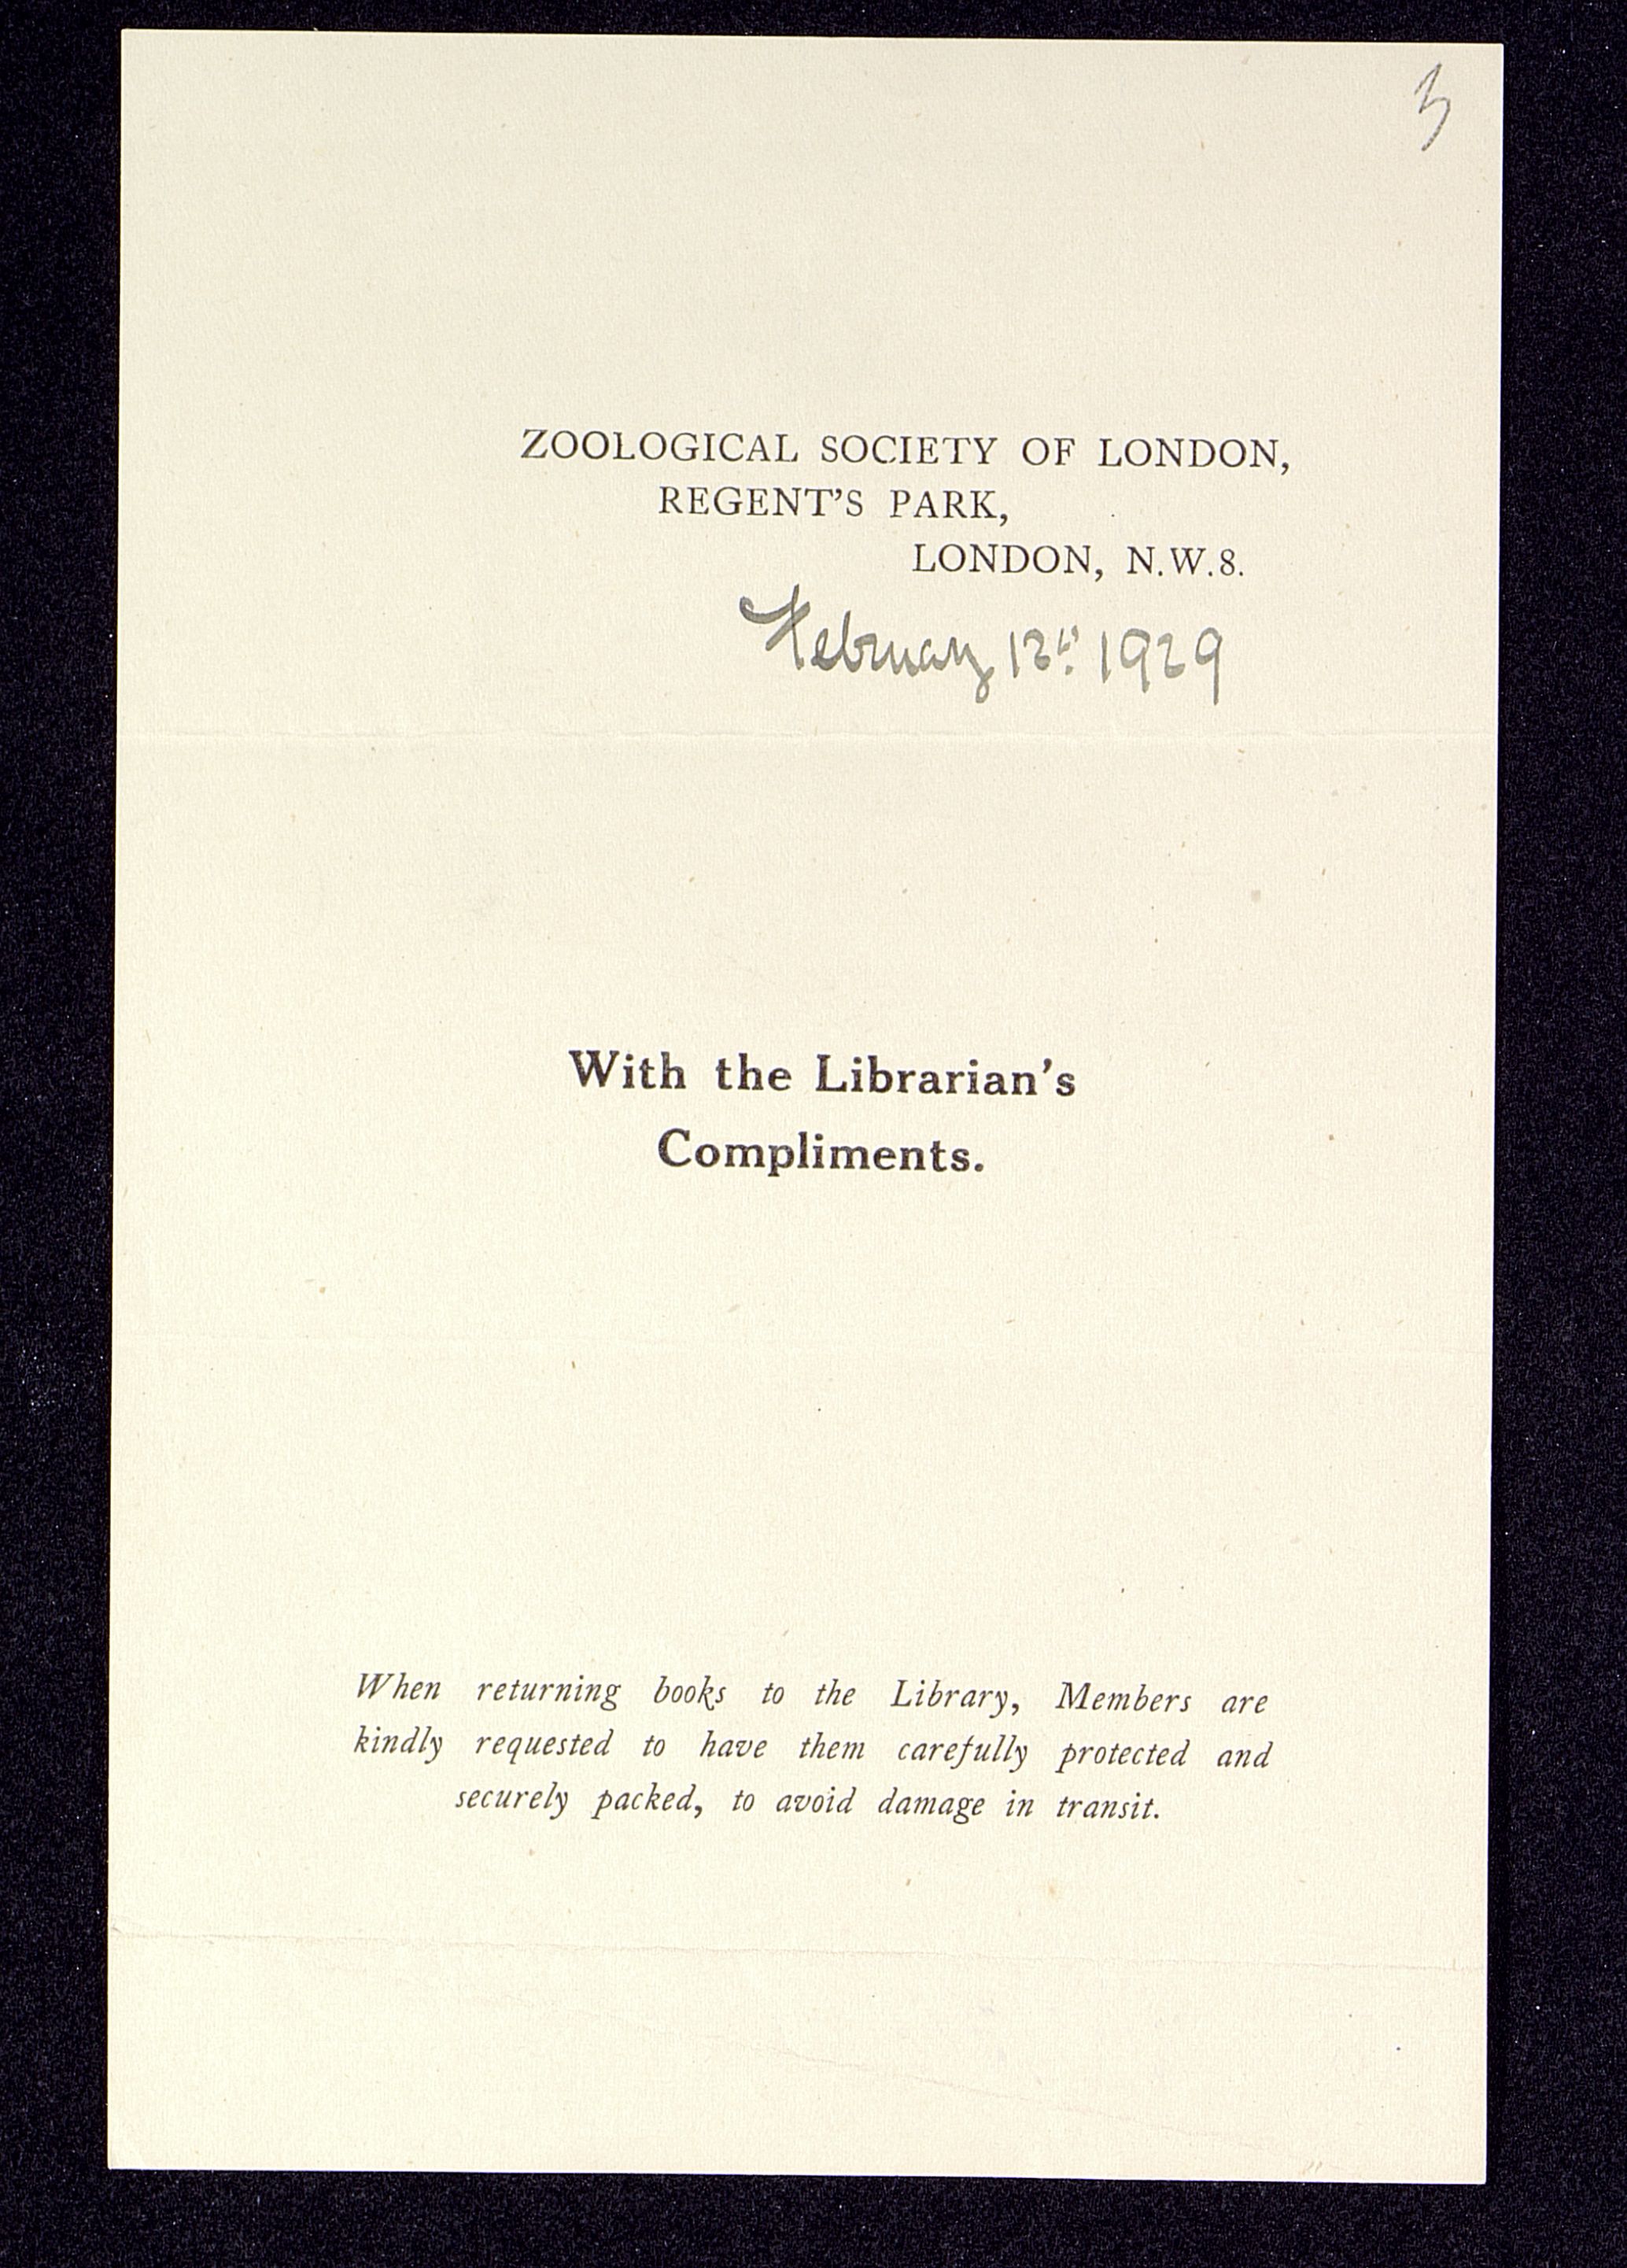 3
ZOOLOGICAL SOCIETY OF LONDON,
REGENT'S PARK,
LONDON, N.W.8.
February 12th 1929
With the Librarian's
Compliments.
When returning books to the Library, Members are
kindly requested to have them carefully protected and
securely packed, to avoid damage in transit.